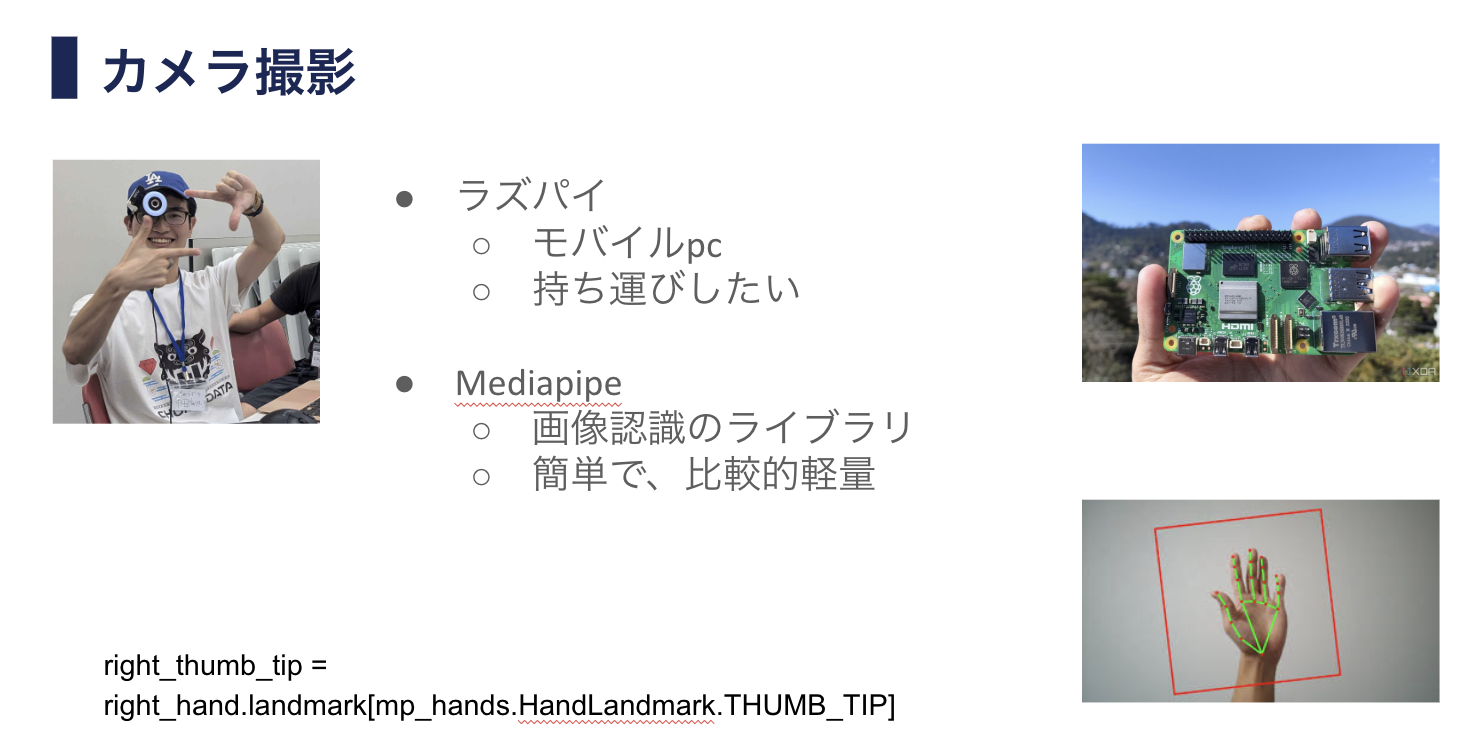 カメラ撮影
● ラズパイ
○ モバイルpc
○ 持ち運びしたい
● Mediapipe
○ 画像認識のライブラリ
○ 簡単で、比較的軽量
right_thumb_tip =
right_hand.landmark[mp_hands.HandLandmark.THUMB_TIP]
LA
DATA
HDMI
XDA